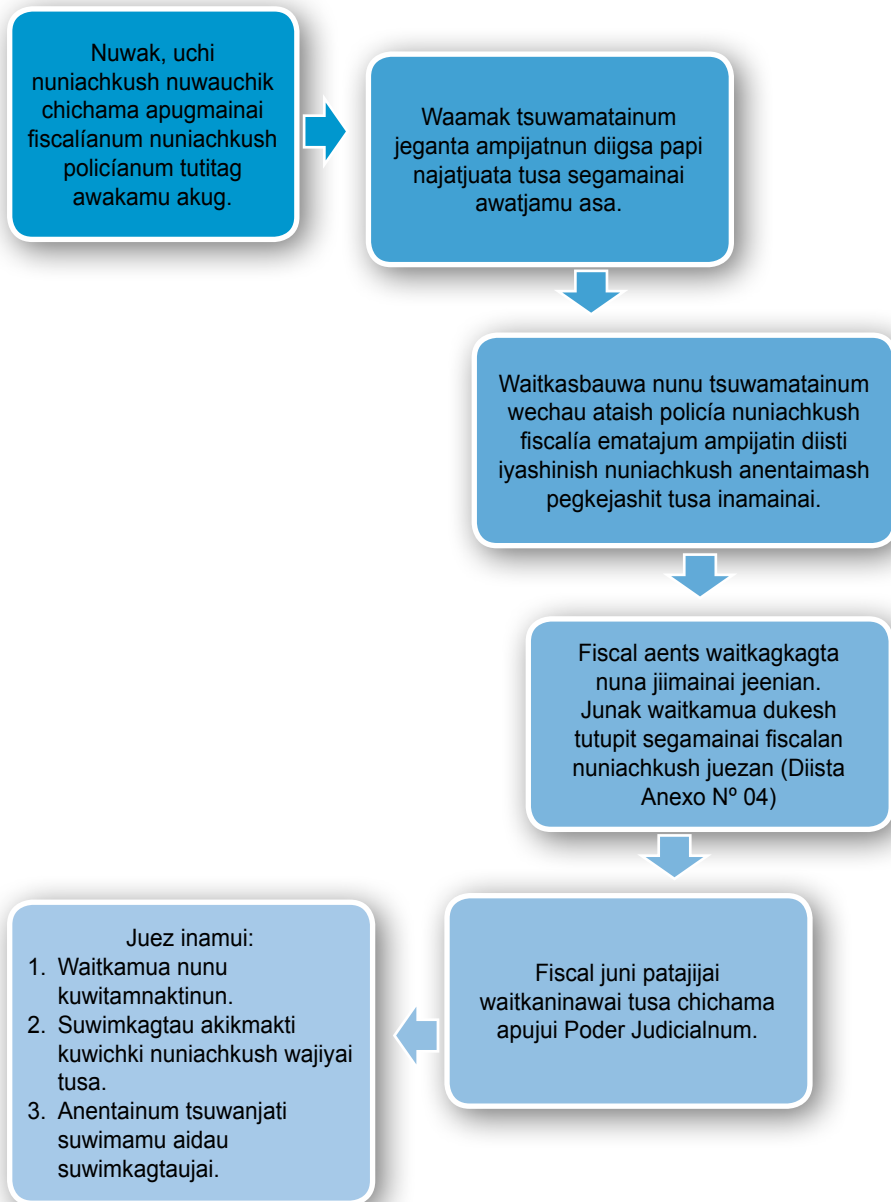 Nuwak, uchi
nuniachkush nuwauchik
chichama apugmainai
fiscalíanum nuniachkush
policíanum tutitag
awakamu akug.
Waamak tsuwamatainum
jeganta ampijatnun diigsa papi
najatjuata tusa segamainai
awatjamu asa.
Waitkasbauwa nunu tsuwamatainum
wechau ataish policía nuniachkush
fiscalía ematajum ampijatin diisti
iyashinish nuniachkush anentaimash
pegkejashit tusa inamainai.
Fiscal aents waitkagkagta
nuna jiimainai jeenian.
Junak waitkamua dukesh
tutupit segamainai fiscalan
nuniachkush juezan (Diista
Anexo Nº 04)
Fiscal juni patajijai
waitkaninawai tusa chichama
apujui Poder Judicialnum.
Juez inamui:
1. Waitkamua nunu
kuwitamnaktinun.
2. Suwimkagtau akikmakti
kuwichki nuniachkush wajiyai
tusa.
3. Anentainum tsuwanjati
suwimamu aidau
suwimkagtaujai.